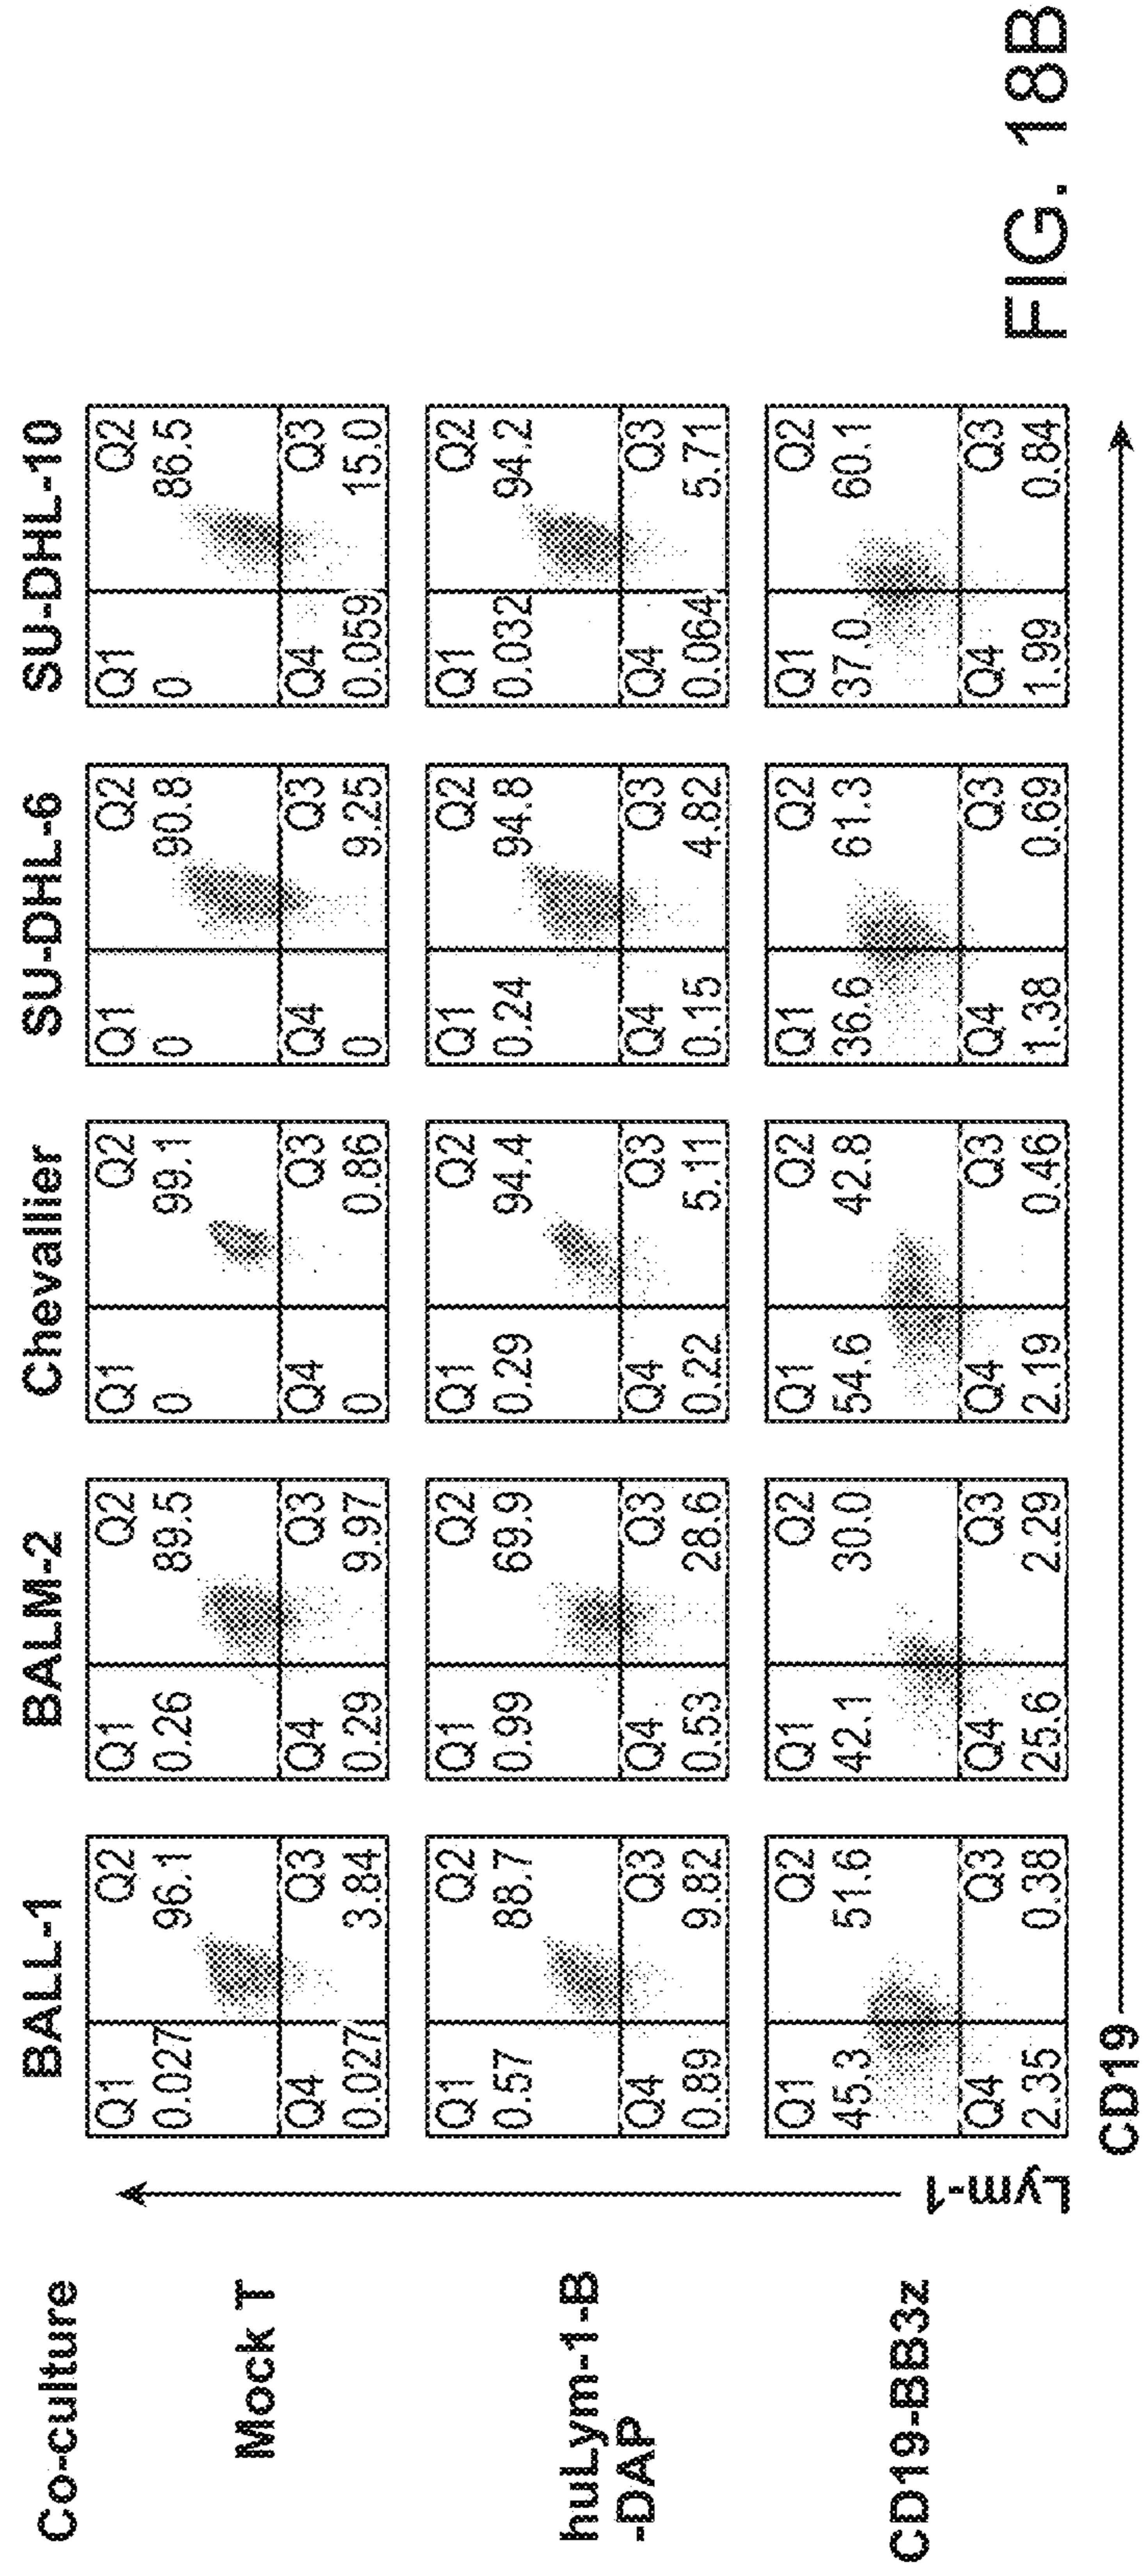 Co-culture
BALL-1 BALM-2 Chevallier SU-DHL-6 SU-DHL-10
Mock T
Q1 Q2 Q1 Q2 Q1 Q2 Q1 Q2 Q1 Q2
0.027 96.1 0.26 89.5 0 99.1 0 90.8 0 86.5
Q4 Q3 Q4 Q3 Q4 Q3 Q4 Q3 Q4 Q3
0.027 3.84 0.29 9.97 0 0.86 0 9.25 0.059 15.0
huLym-1-B
-DAP
Q1 Q2 Q1 Q2 Q1 Q2 Q1 Q2 Q1 Q2
0.57 88.7 0.99 69.9 0.29 94.4 0.24 94.8 0.032 94.2
Q4 Q3 Q4 Q3 Q4 Q3 Q4 Q3 Q4 Q3
0.89 9.82 0.53 28.6 0.22 5.11 0.15 4.82 0.064 5.71
CD19-BB3z
Q1 Q2 Q1 Q2 Q1 Q2 Q1 Q2 Q1 Q2
45.3 51.6 42.1 30.0 54.6 42.8 36.6 61.3 37.0 60.1
Q4 Q3 Q4 Q3 Q4 Q3 Q4 Q3 Q4 Q3
2.35 0.38 25.6 2.29 2.19 0.46 1.38 0.69 1.99 0.84
Lym-1
CD19
FIG. 18B